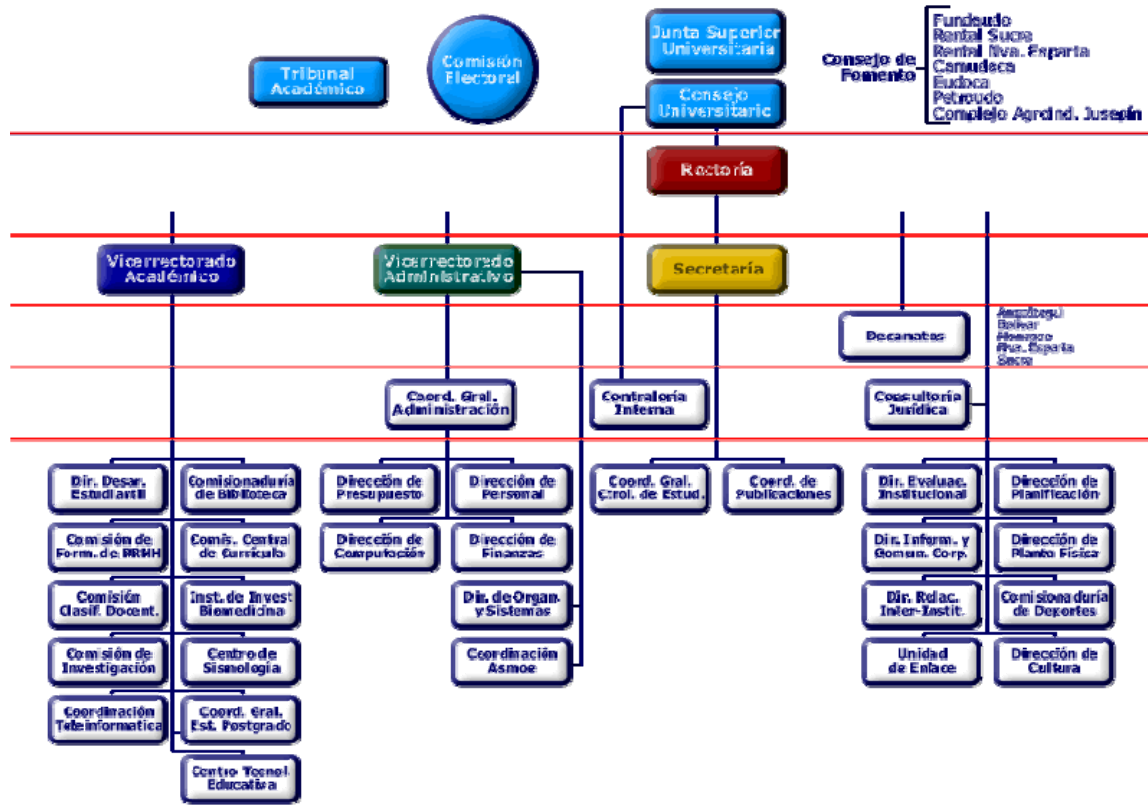 Tribunal
Académico
Comisión
Electoral
Junta Superior
Universitaria
Consejo
Universitario
Consejo de
Fomento
Fundaudo
Rental Sucre
Rental Nva. Esparta
Camudoca
Eudoca
Petroudo
Complejo Agroind. Jusepín
Rectoría
Vicerrectorado
Académico
Vicerrectorado
Administrativo
Secretaría
Decanatos
Anzoátegui
Bolívar
Monagas
Nva. Esparta
Sucre
Coord. Gral.
Administración
Contraloría
Interna
Consultoría
Jurídica
Dir. Desar.
Estudiantil
Comisionaduría
de Biblioteca
Dirección de
Presupuesto
Dirección de
Personal
Coord. Gral.
Ctrol. de Estud.
Coord. de
Publicaciones
Dir. Evaluac.
Institucional
Dirección de
Planificación
Comisión de
Form. de RRHH
Comis. Central
de Currícula
Dirección de
Computación
Dirección de
Finanzas
Dir. Inform. y
Comun. Corp.
Dirección de
Planta Física
Comisión
Clasif. Docent.
Inst. de Invest
Biomedicina
Dir. de Organ.
y Sistemas
Dir. Relac.
Inter-Instit.
Comisionaduría
de Deportes
Comisión de
Investigación
Centro de
Sismología
Coordinación
Asmoe
Unidad
de Enlace
Dirección de
Cultura
Coordinación
Teleinformatica
Coord. Gral.
Est. Postgrado
Centro Tecnol.
Educativa